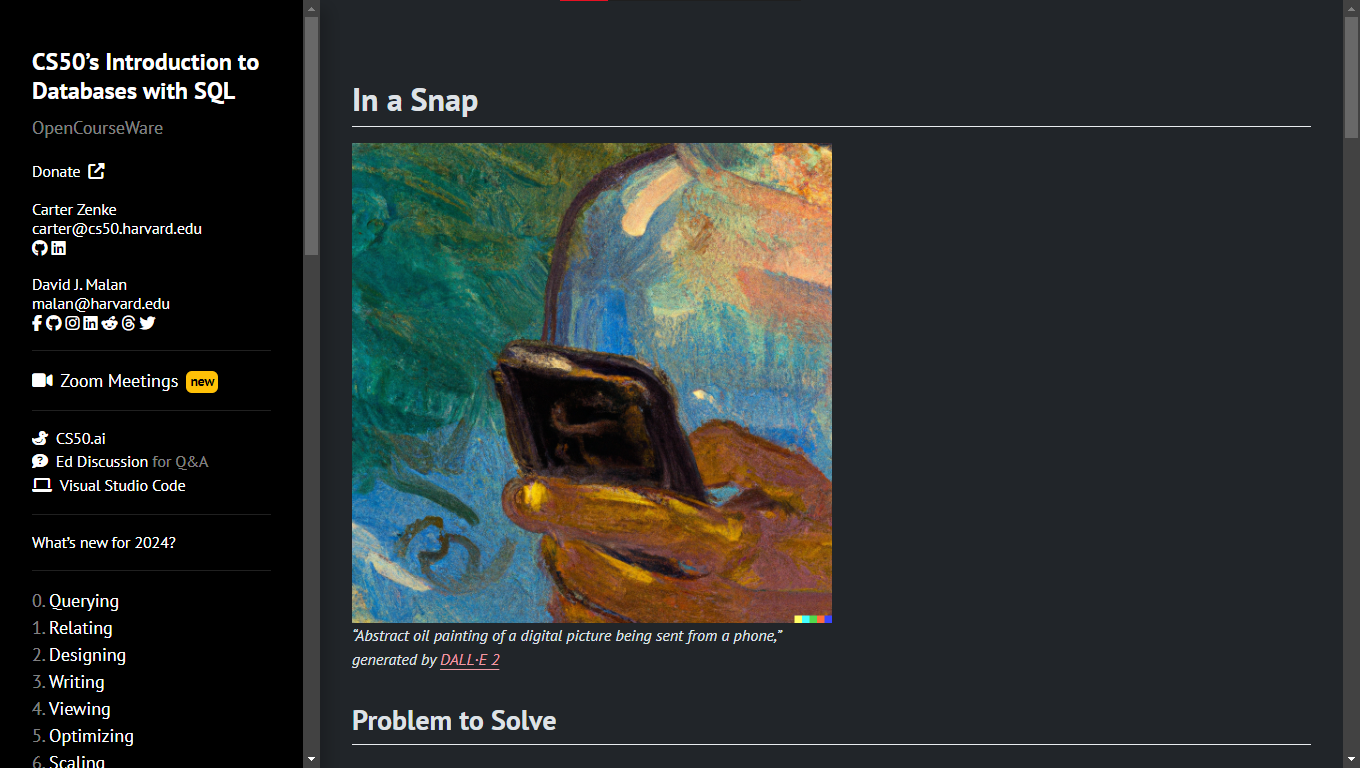 CS50’s Introduction to
Databases with SQL
OpenCourseWare
Donate
Carter Zenke
carter@cs50.harvard.edu
David J. Malan
malan@harvard.edu
Zoom Meetings new
CS50.ai
Ed Discussion for Q&A
Visual Studio Code
What’s new for 2024?
0. Querying
1. Relating
2. Designing
3. Writing
4. Viewing
5. Optimizing
6. Scaling
In a Snap
“Abstract oil painting of a digital picture being sent from a phone,”
generated by DALL·E 2
Problem to Solve